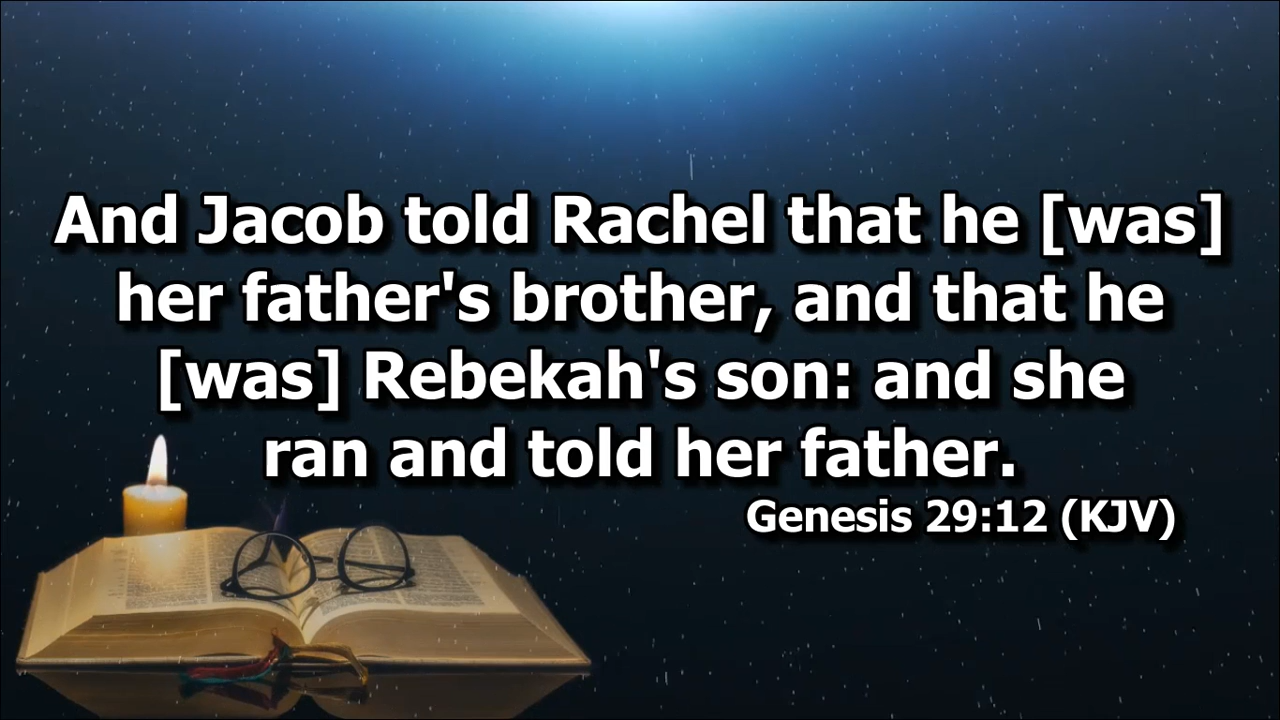 And Jacob told Rachel that he [was]
her father's brother, and that he
[was] Rebekah's son: and she
ran and told her father.
Genesis 29:12 (KJV)